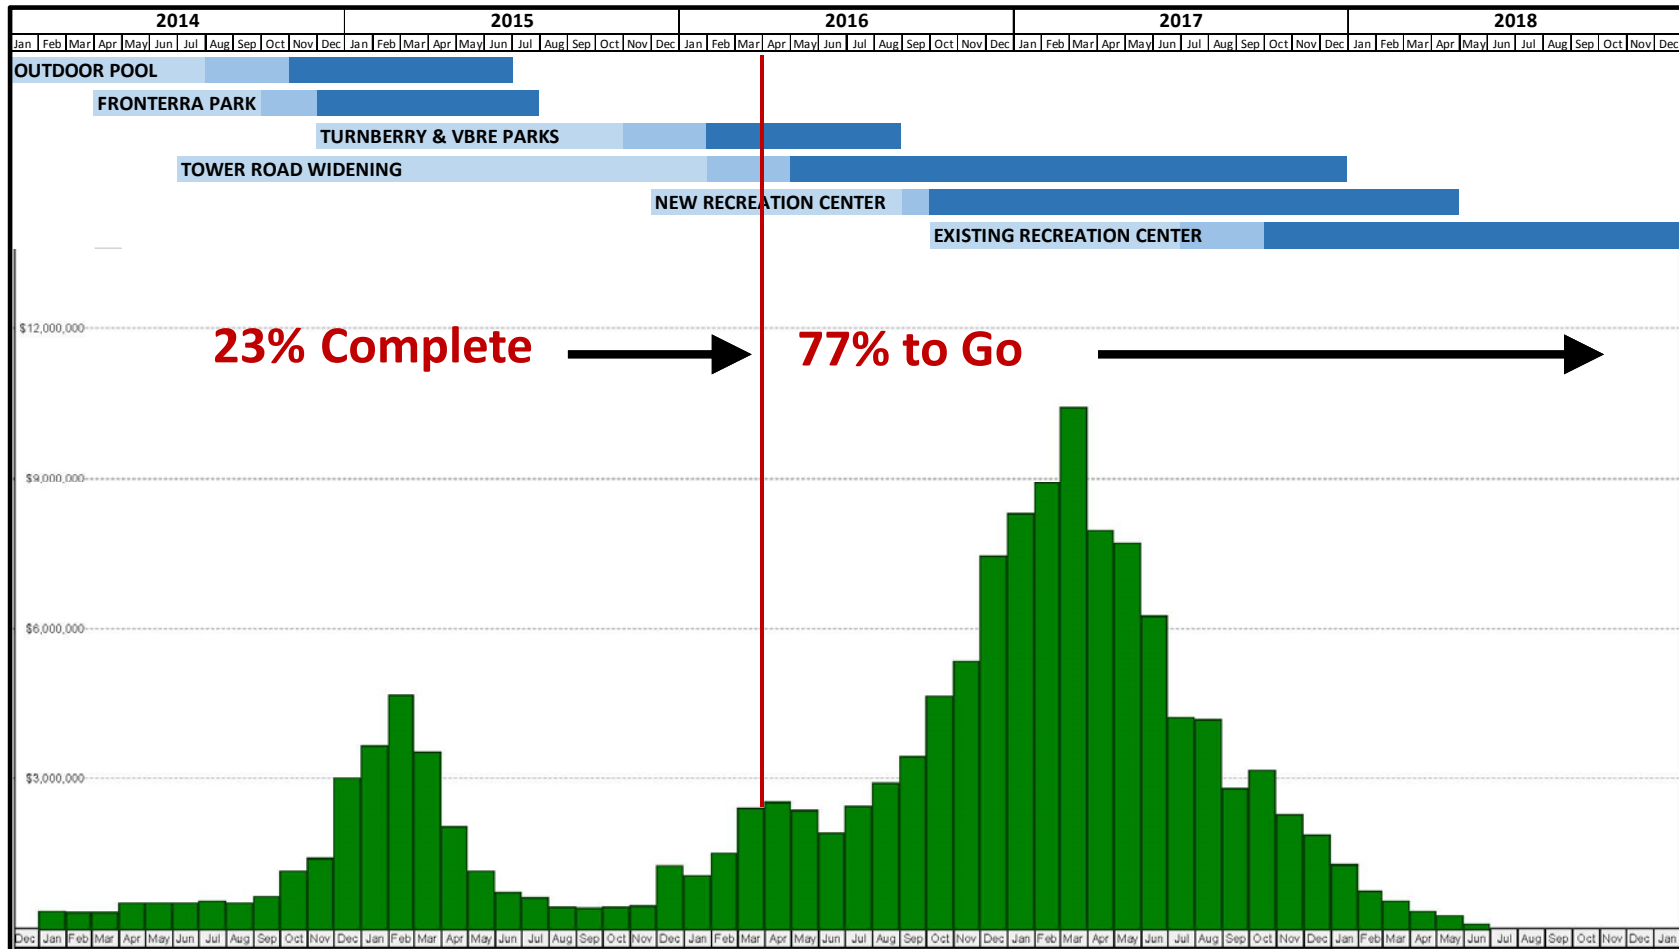 2014 2015 2016 2017 2018
Jan Feb Mar Apr May Jun Jul Aug Sep Oct Nov Dec Jan Feb Mar Apr May Jun Jul Aug Sep Oct Nov Dec Jan Feb Mar Apr May Jun Jul Aug Sep Oct Nov Dec Jan Feb Mar Apr May Jun Jul Aug Sep Oct Nov Dec Jan Feb Mar Apr May Jun Jul Aug Sep Oct Nov Dec
OUTDOOR POOL
FRONTERRA PARK
TURNBERRY & VBRE PARKS
TOWER ROAD WIDENING
NEW RECREATION CENTER
EXISTING RECREATION CENTER
$12,000,000
23% Complete 77% to Go
$9,000,000
$6,000,000
$3,000,000
Dec Jan Feb Mar Apr May Jun Jul Aug Sep Oct Nov Dec Jan Feb Mar Apr May Jun Jul Aug Sep Oct Nov Dec Jan Feb Mar Apr May Jun Jul Aug Sep Oct Nov Dec Jan Feb Mar Apr May Jun Jul Aug Sep Oct Nov Dec Jan Feb Mar Apr May Jun Jul Aug Sep Oct Nov Dec Jan